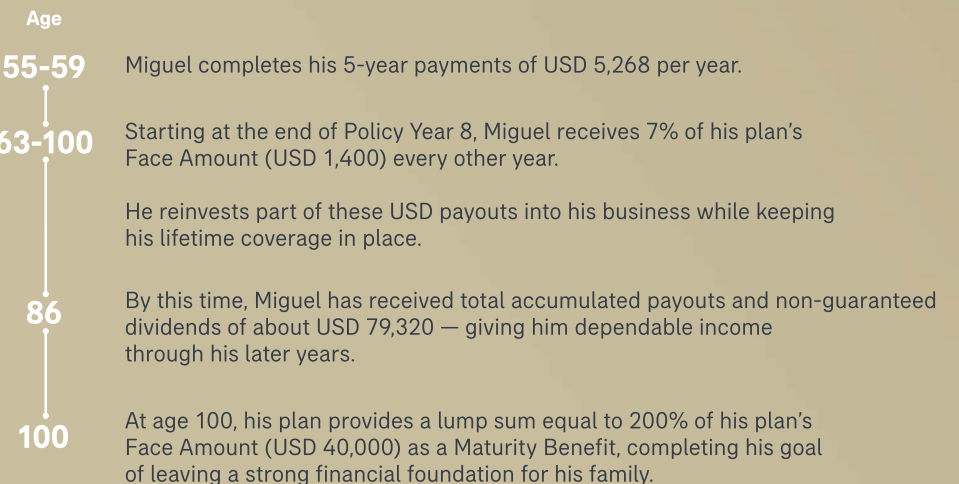 Age
55-59
Miguel completes his 5-year payments of USD 5,268 per year.
63-100
Starting at the end of Policy Year 8, Miguel receives 7% of his plan's
Face Amount (USD 1,400) every other year.
He reinvests part of these USD payouts into his business while keeping
his lifetime coverage in place.
86
By this time, Miguel has received total accumulated payouts and non-guaranteed
dividends of about USD 79,320 — giving him dependable income
through his later years.
100
At age 100, his plan provides a lump sum equal to 200% of his plan's
Face Amount (USD 40,000) as a Maturity Benefit, completing his goal
of leaving a strong financial foundation for his family.